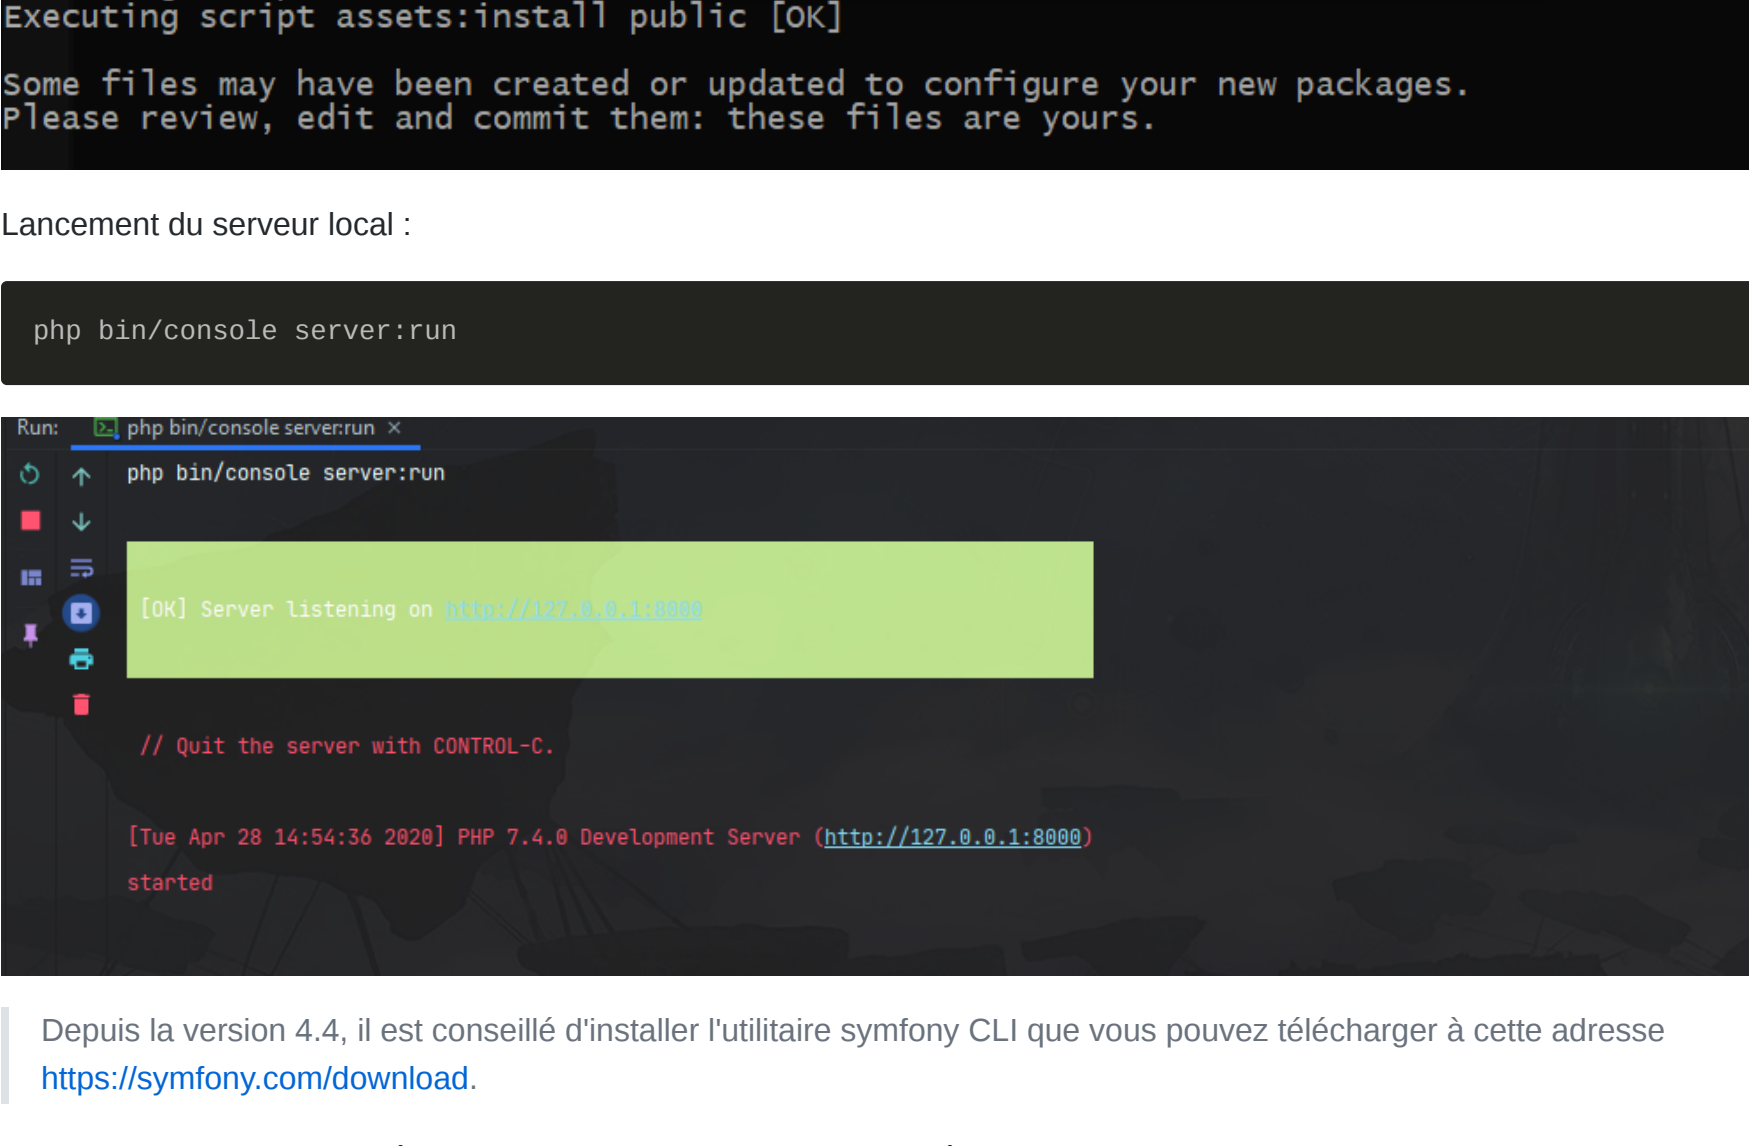 Executing script assets:install public [OK]
Some files may have been created or updated to configure your new packages.
Please review, edit and commit them: these files are yours.
Lancement du serveur local :
php bin/console server:run
Run: php bin/console server:run ×
php bin/console server:run
[OK] Server listening on http://127.0.0.1:8000
// Quit the server with CONTROL-C.
[Tue Apr 28 14:54:36 2020] PHP 7.4.0 Development Server (http://127.0.0.1:8000)
started
Depuis la version 4.4, il est conseillé d'installer l'utilitaire symfony CLI que vous pouvez télécharger à cette adresse
https://symfony.com/download.